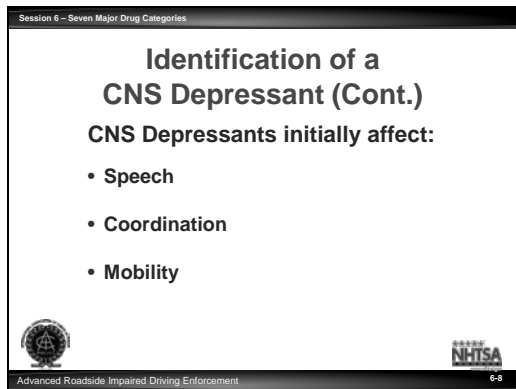 Session 6 – Seven Major Drug Categories
Identification of a
CNS Depressant (Cont.)
CNS Depressants initially affect:
• Speech
• Coordination
• Mobility
NHTSA
Advanced Roadside Impaired Driving Enforcement
6-8